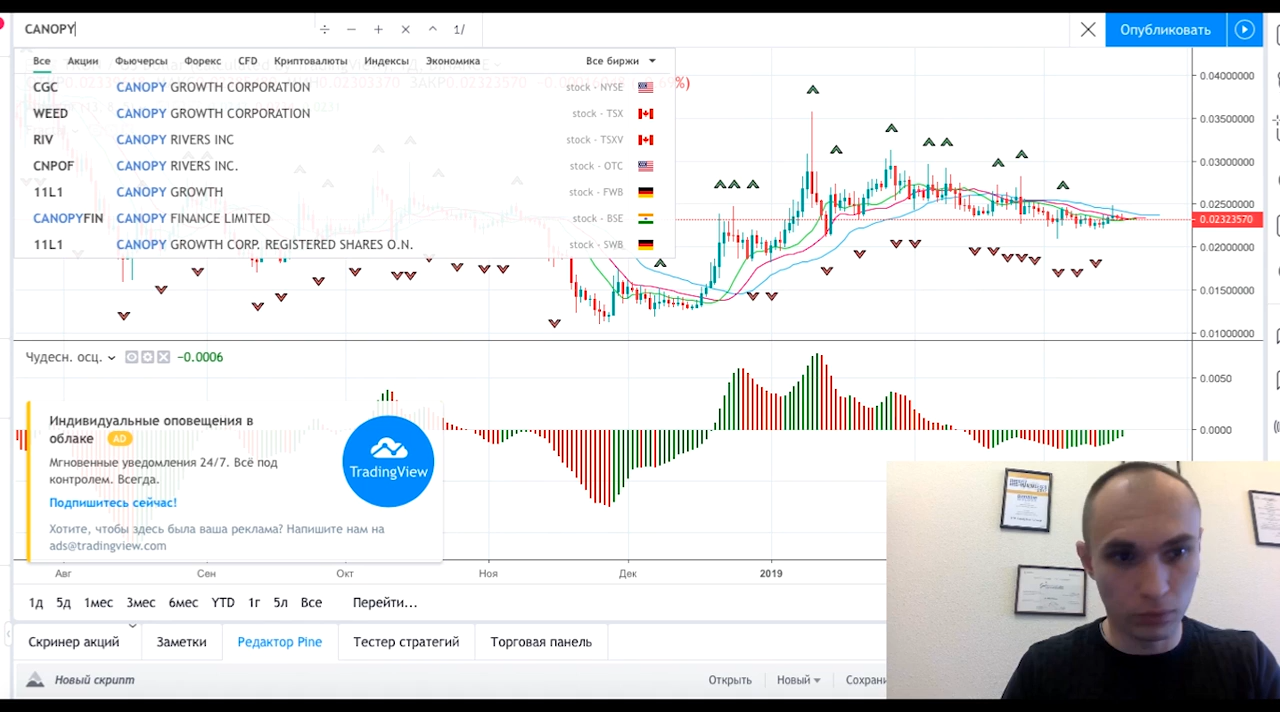 CANOPY
÷ − + × ^ 1/
Опубликовать
Все Акции Фьючерсы Форекс CFD Криптовалюты Индексы Экономика Все биржи
CGC CANOPY GROWTH CORPORATION stock - NYSE
WEED CANOPY GROWTH CORPORATION stock - TSX
RIV CANOPY RIVERS INC stock - TSXV
CNPOF CANOPY RIVERS INC. stock - OTC
11L1 CANOPY GROWTH stock - FWB
CANOPYFIN CANOPY FINANCE LIMITED stock - BSE
11L1 CANOPY GROWTH CORP. REGISTERED SHARES O.N. stock - SWB
0.04000000
0.03500000
0.03000000
0.02500000
0.02323570
0.02000000
0.01500000
0.01000000
Чудесн. осц. −0.0006
0.0050
0.0000
Индивидуальные оповещения в
облаке AD
Мгновенные уведомления 24/7. Всё под
контролем. Всегда.
Подпишитесь сейчас!
Хотите, чтобы здесь была ваша реклама? Напишите нам на
ads@tradingview.com
TradingView
Авг Сен Окт Ноя Дек 2019
1д 5д 1мес 3мес 6мес YTD 1г 5л Все Перейти...
Скринер акций Заметки Редактор Pine Тестер стратегий Торговая панель
Новый скрипт Открыть Новый